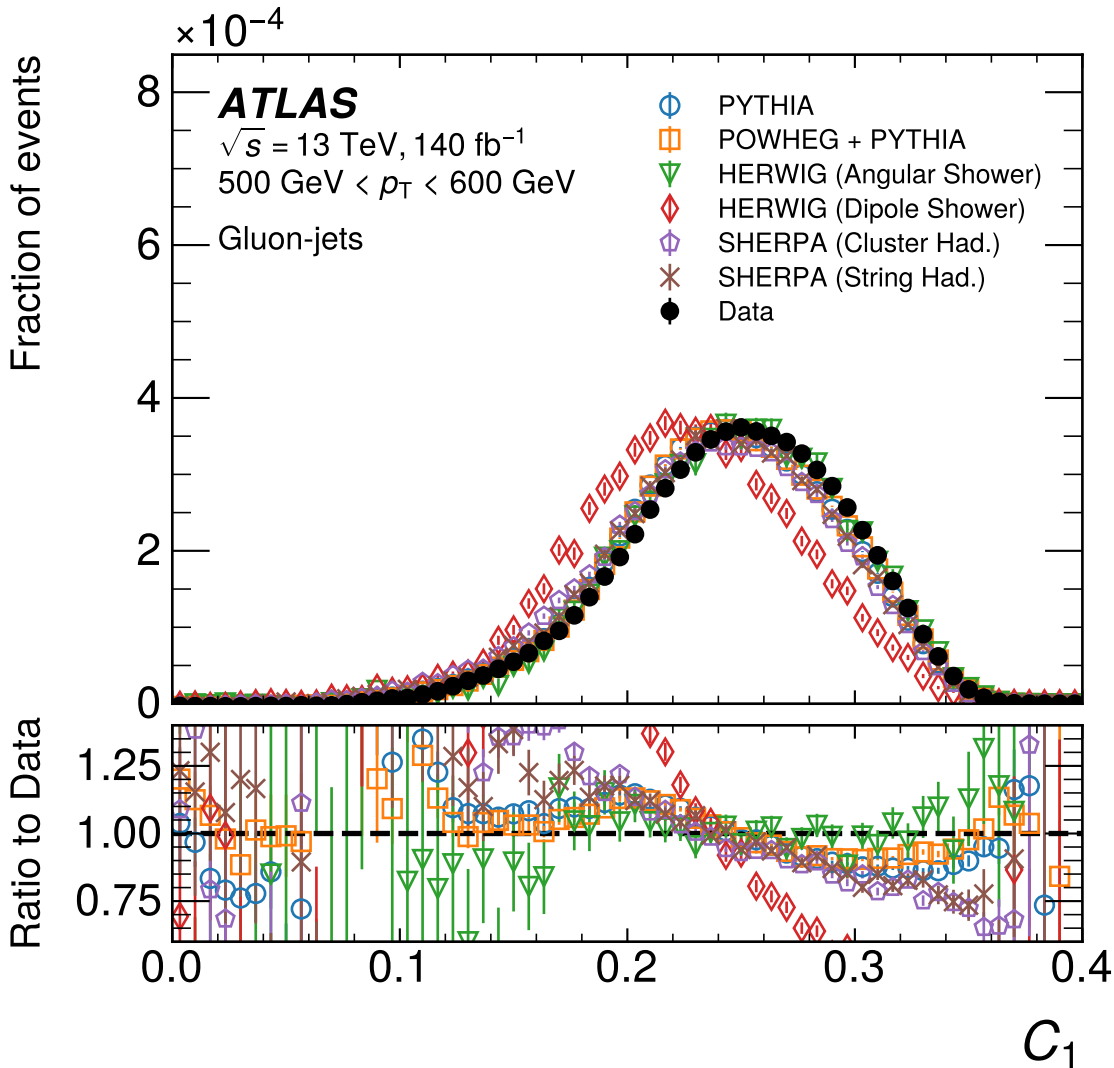 ×10⁻⁴
Fraction of events
8
6
4
2
0
ATLAS
√s = 13 TeV, 140 fb⁻¹
500 GeV < p_T < 600 GeV
Gluon-jets
PYTHIA
POWHEG + PYTHIA
HERWIG (Angular Shower)
HERWIG (Dipole Shower)
SHERPA (Cluster Had.)
SHERPA (String Had.)
Data
Ratio to Data
1.25
1.00
0.75
0.0 0.1 0.2 0.3 0.4
C₁